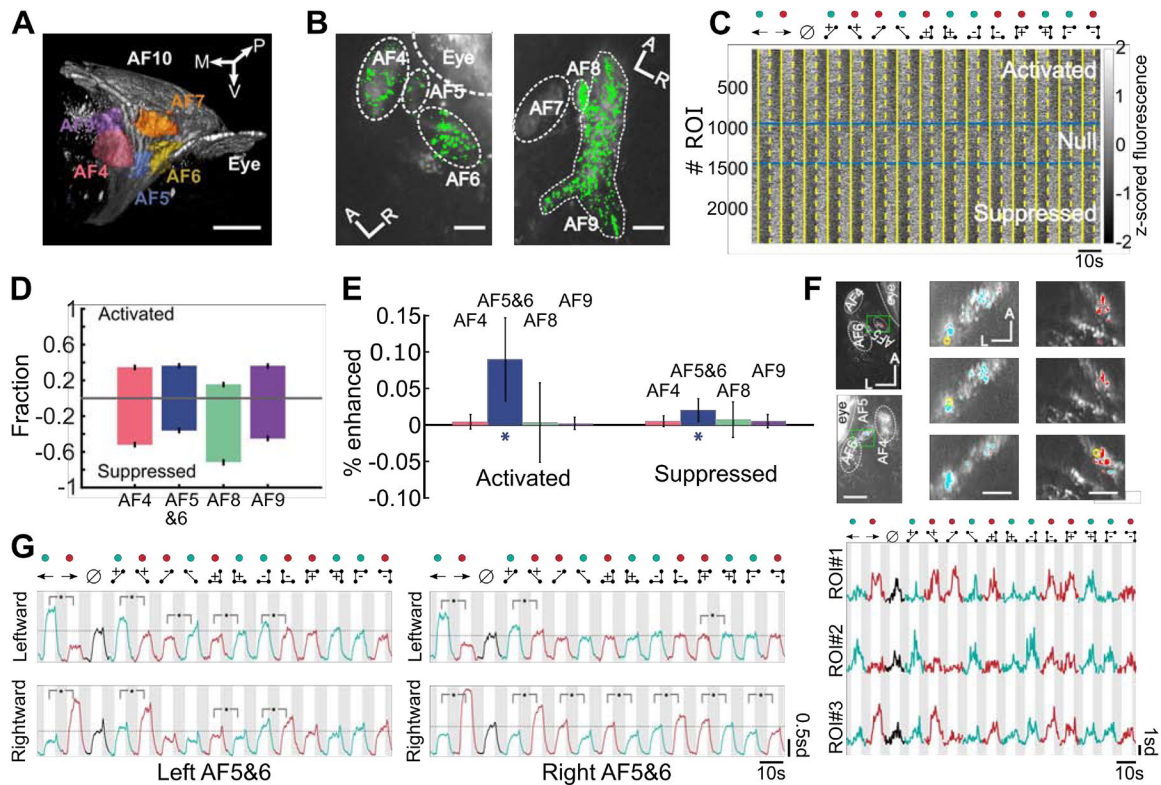 A
AF10
M
P
V
AF7
A
AF4
AF5
AF6
Eye
B
AF4
Eye
AF5
AF6
A
R
A
R
AF8
AF7
AF9
C
# ROI
500
1000
1500
2000
Activated
Null
Suppressed
2
1
0
-1
-2
z-scored fluorescence
10s
D
Fraction
1
0.6
0.2
-0.2
-0.6
-1
Activated
Suppressed
AF4 AF5 AF8 AF9
&6
E
% enhanced
0.15
0.10
0.05
0
-0.05
-0.10
AF5&6 AF9
AF4 AF8
*
Activated
AF5&6 AF9
AF4 AF8
*
Suppressed
F
AF4
eye
AF6
AF5
A
L
eye
AF5
AF6
AF4
L
A
ROI#1
ROI#2
ROI#3
1sd
10s
G
Leftward
Rightward
Left AF5&6
Right AF5&6
0.5sd
10s